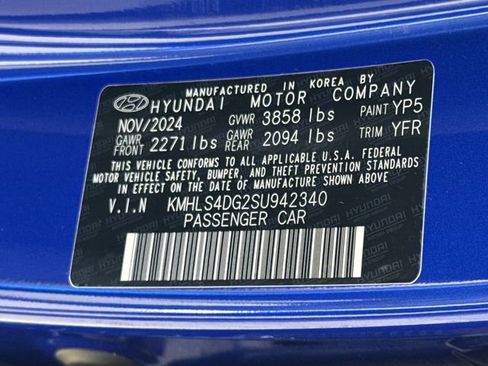 MANUFACTURED IN KOREA BY
HYUNDAI MOTOR COMPANY
NOV/2024 GVWR 3858 lbs PAINT YP5
GAWR FRONT 2271 lbs GAWR REAR 2094 lbs TRIM YFR
THIS VEHICLE CONFORMS TO ALL APPLICABLE U.S.A. FEDERAL
MOTOR VEHICLE SAFETY, BUMPER, AND THEFT PREVENTION STANDARDS
IN EFFECT ON THE DATE OF MANUFACTURE SHOWN ABOVE.
V.I.N KMHLS4DG2SU942340
PASSENGER CAR